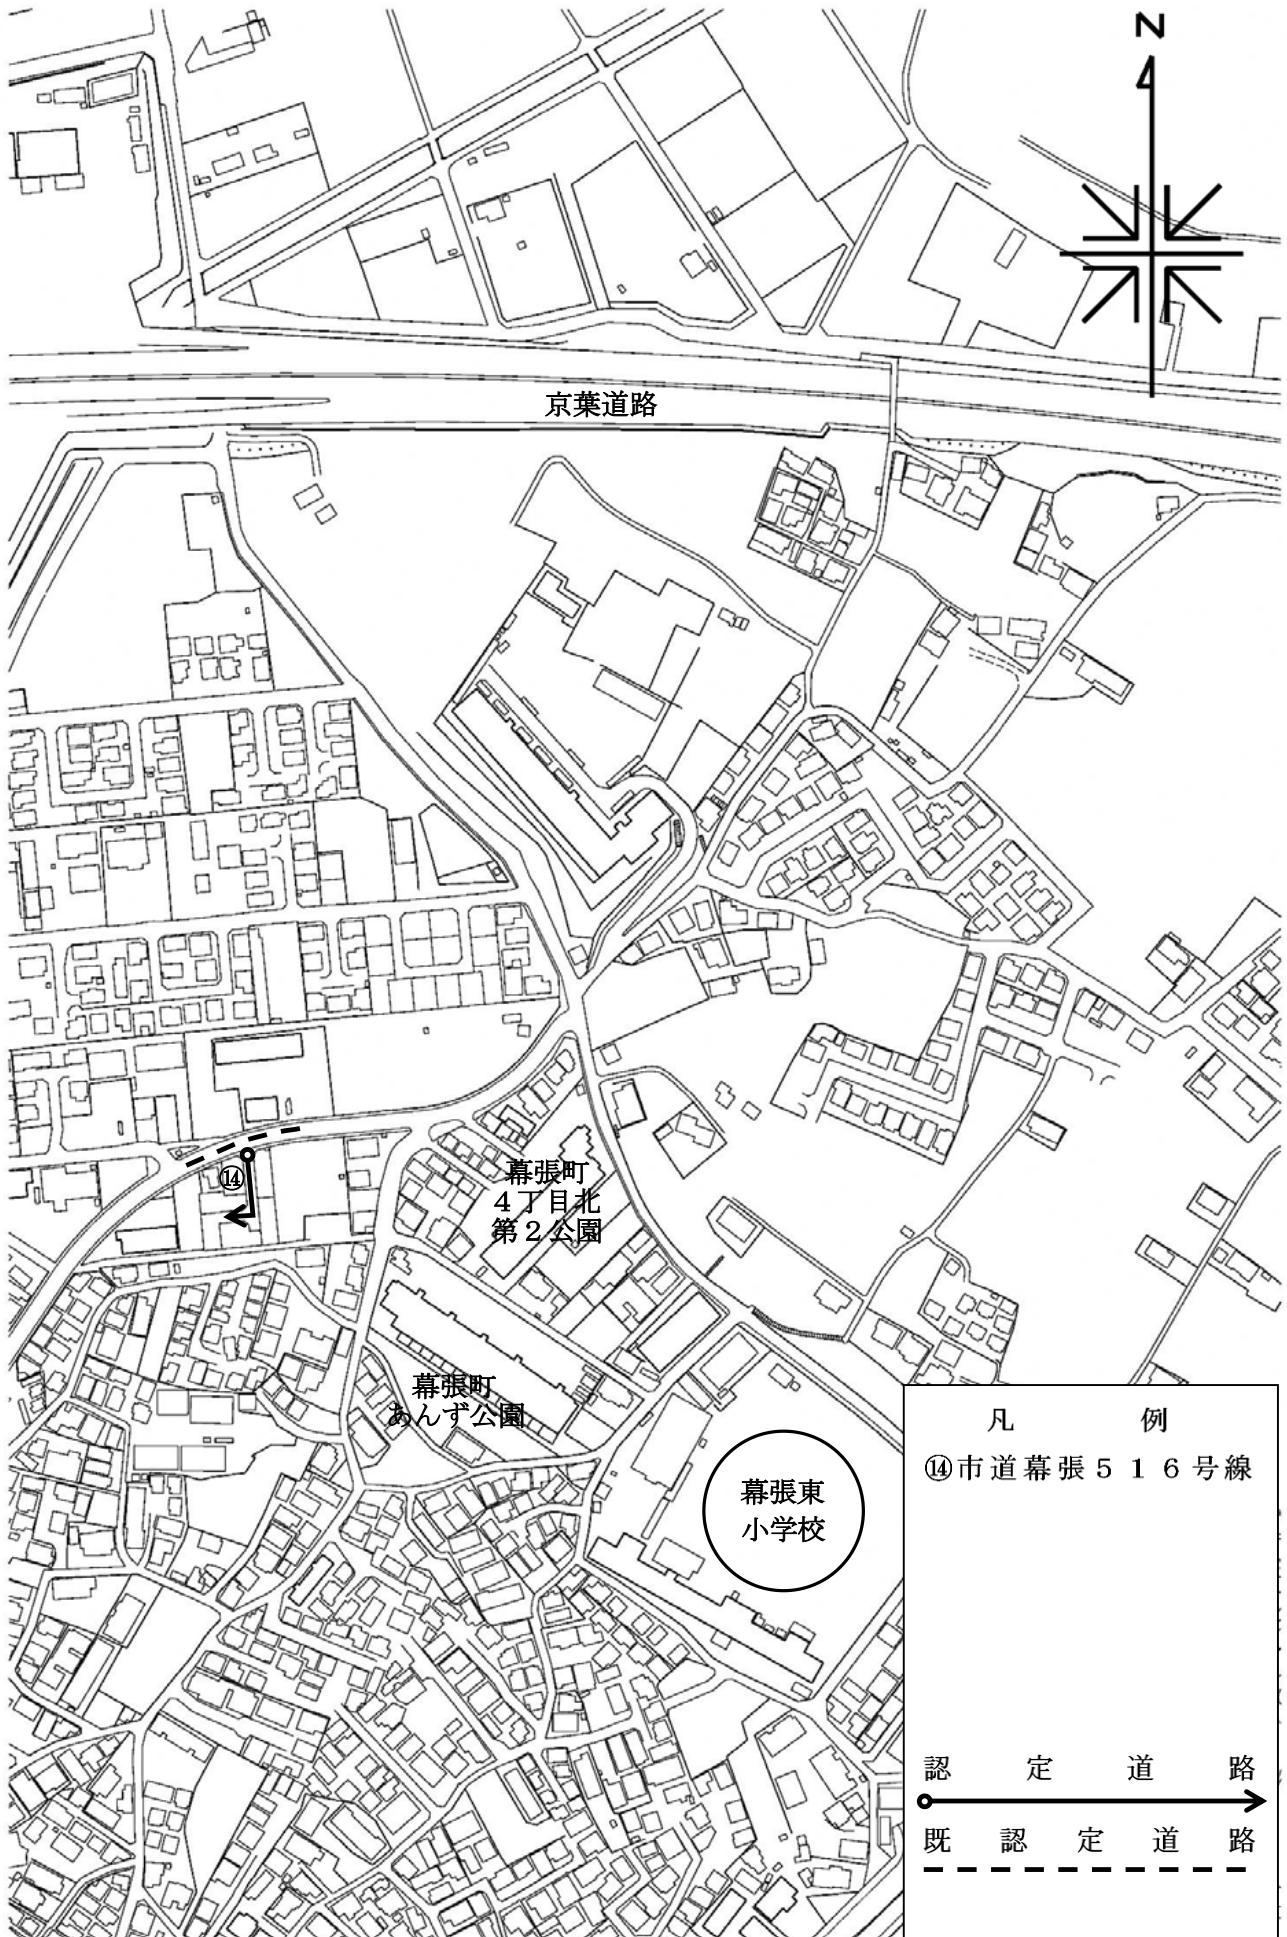 N
京葉道路
⑭
幕張町
４丁目北
第２公園
幕張町
あんず公園
幕張東
小学校
凡例
⑭市道幕張５１６号線
認定道路
既認定道路